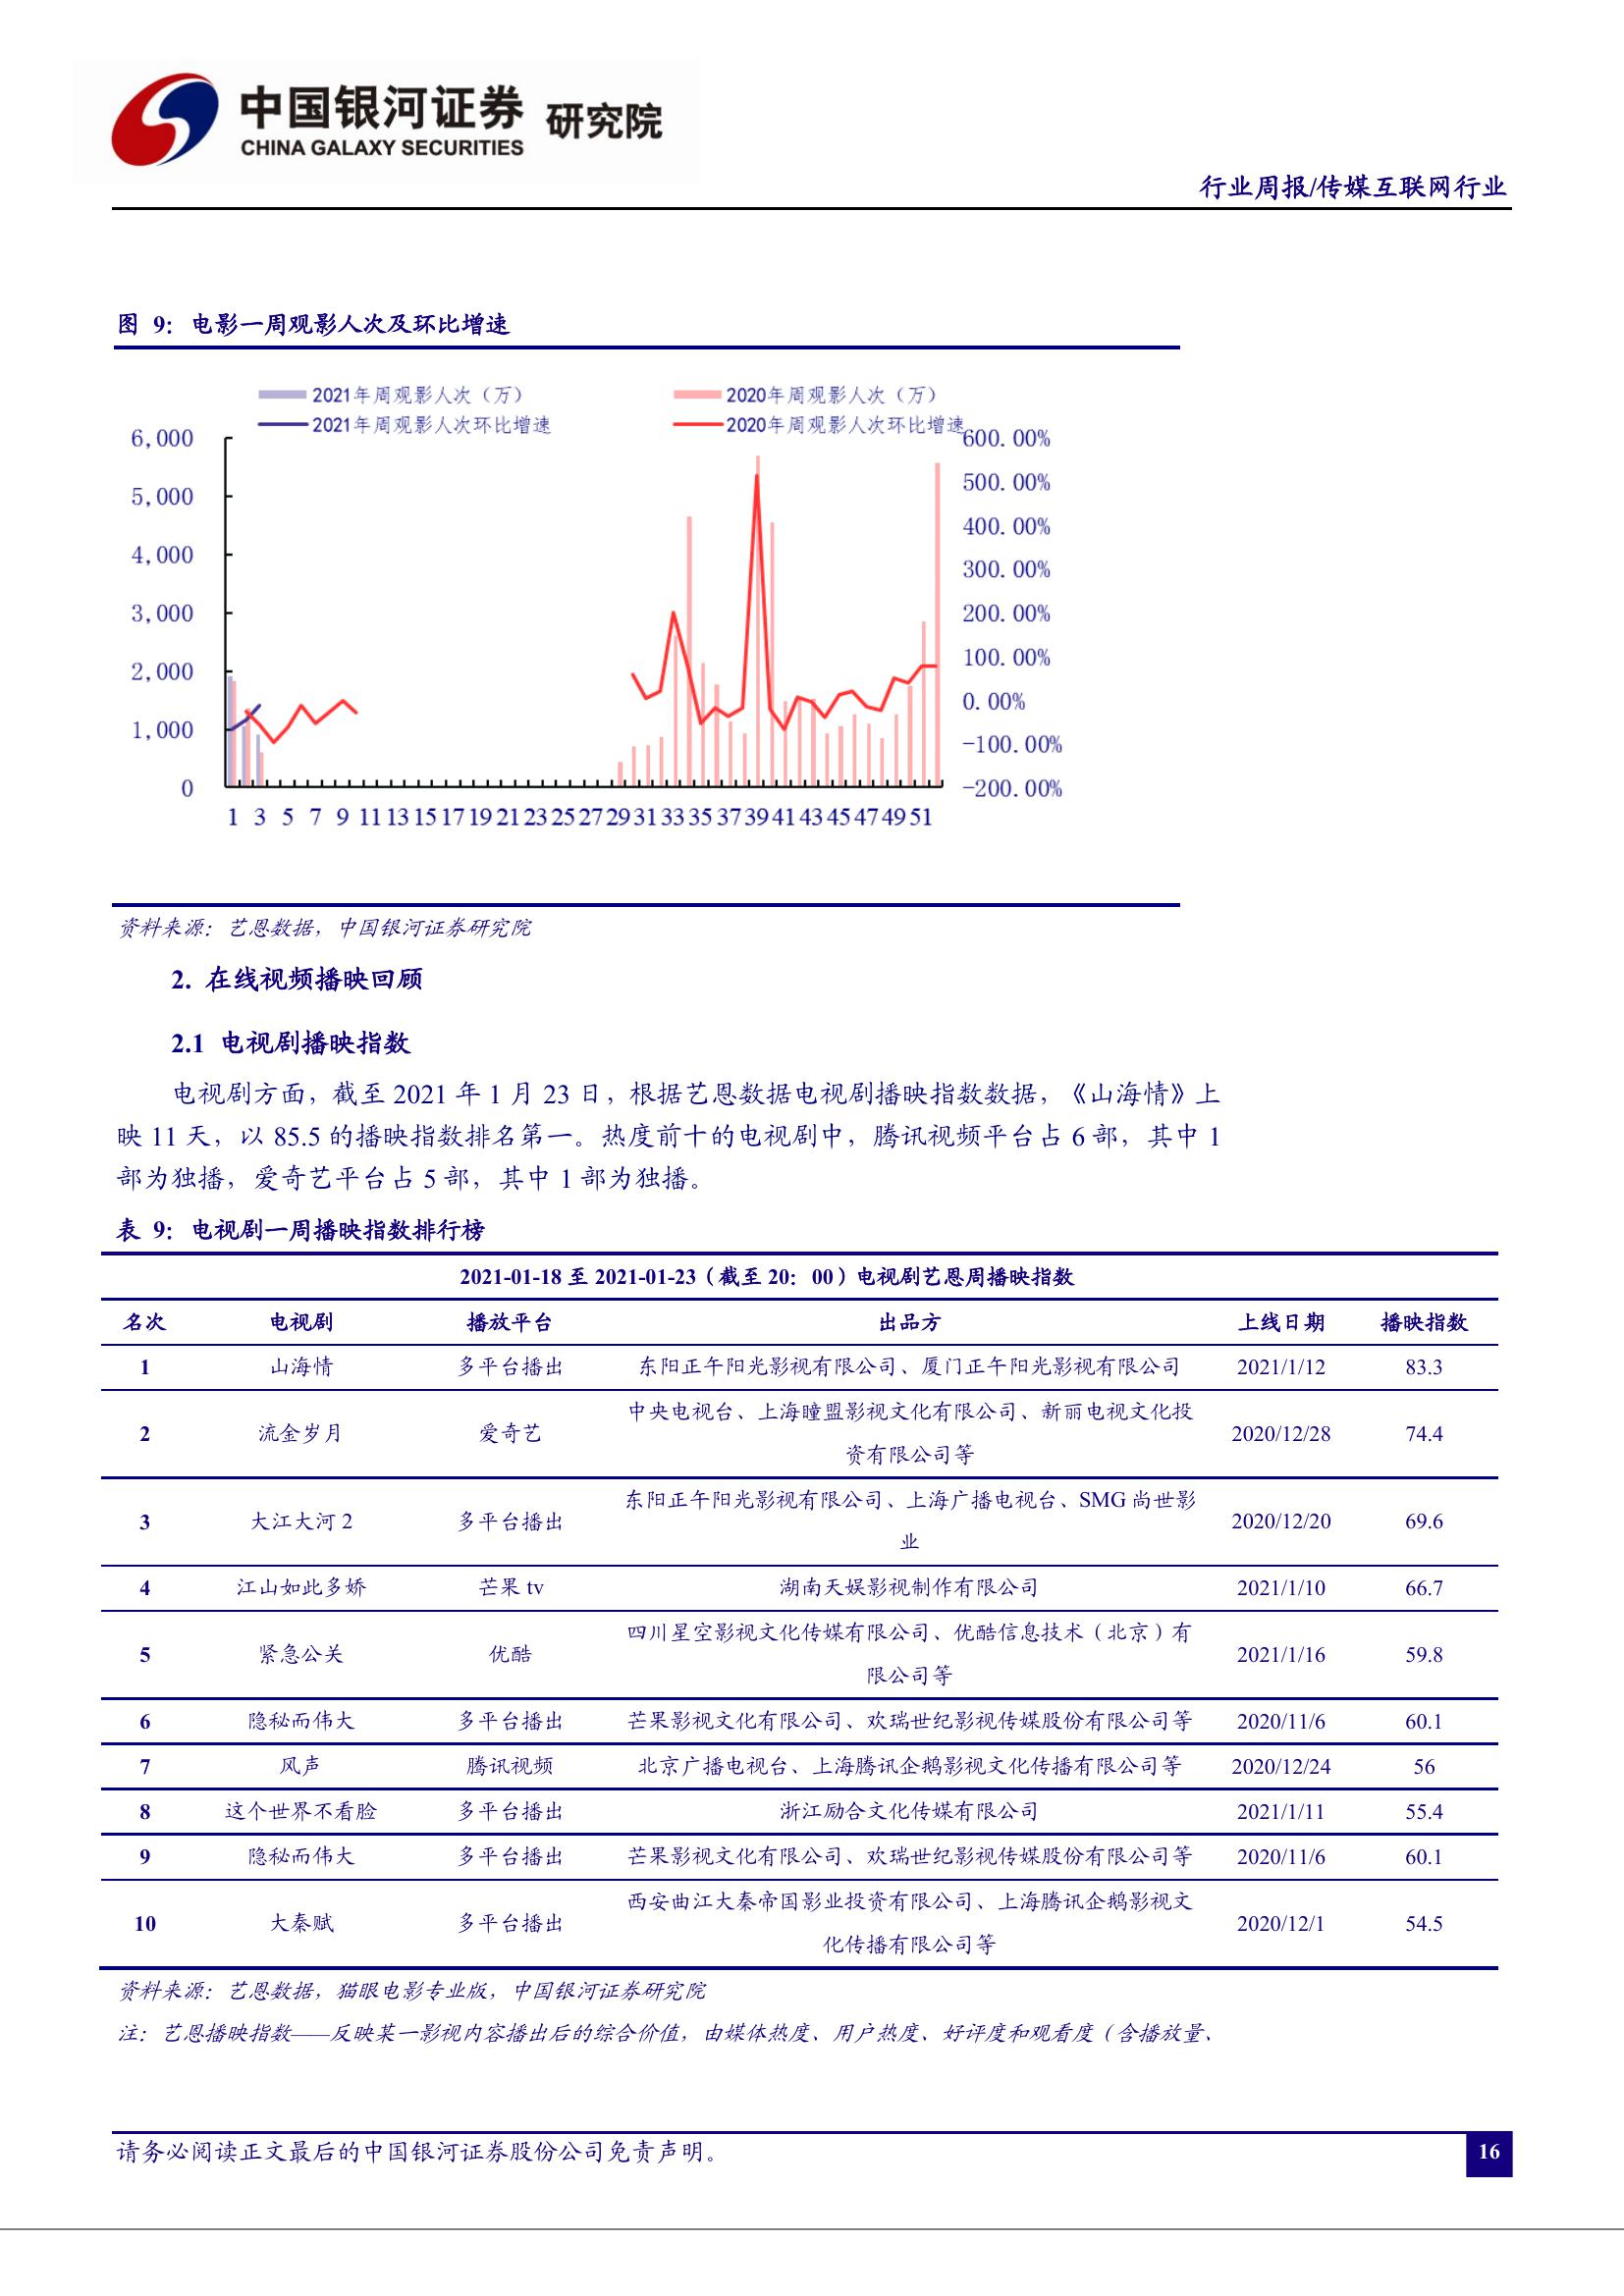 中国银河证券 研究院
CHINA GALAXY SECURITIES
行业周报/传媒互联网行业
图 9：电影一周观影人次及环比增速
2021年周观影人次（万） 2020年周观影人次（万）
2021年周观影人次环比增速 2020年周观影人次环比增速
6,000 600.00%
500.00%
5,000
400.00%
4,000
300.00%
3,000 200.00%
2,000 100.00%
0.00%
1,000
-100.00%
0 -200.00%
1 3 5 7 9 11 13 15 17 19 21 23 25 27 29 31 33 35 37 39 41 43 45 47 49 51
资料来源：艺恩数据，中国银河证券研究院
2. 在线视频播映回顾
2.1 电视剧播映指数
电视剧方面，截至 2021 年 1 月 23 日，根据艺恩数据电视剧播映指数数据，《山海情》上
映 11 天，以 85.5 的播映指数排名第一。热度前十的电视剧中，腾讯视频平台占 6 部，其中 1
部为独播，爱奇艺平台占 5 部，其中 1 部为独播。
表 9：电视剧一周播映指数排行榜
2021-01-18 至 2021-01-23（截至 20：00）电视剧艺恩周播映指数
名次 电视剧 播放平台 出品方 上线日期 播映指数
1 山海情 多平台播出 东阳正午阳光影视有限公司、厦门正午阳光影视有限公司 2021/1/12 83.3
中央电视台、上海瞳盟影视文化有限公司、新丽电视文化投
2 流金岁月 爱奇艺 2020/12/28 74.4
资有限公司等
东阳正午阳光影视有限公司、上海广播电视台、SMG 尚世影
3 大江大河 2 多平台播出 2020/12/20 69.6
业
4 江山如此多娇 芒果 tv 湖南天娱影视制作有限公司 2021/1/10 66.7
四川星空影视文化传媒有限公司、优酷信息技术（北京）有
5 紧急公关 优酷 2021/1/16 59.8
限公司等
6 隐秘而伟大 多平台播出 芒果影视文化有限公司、欢瑞世纪影视传媒股份有限公司等 2020/11/6 60.1
7 风声 腾讯视频 北京广播电视台、上海腾讯企鹅影视文化传播有限公司等 2020/12/24 56
8 这个世界不看脸 多平台播出 浙江励合文化传媒有限公司 2021/1/11 55.4
9 隐秘而伟大 多平台播出 芒果影视文化有限公司、欢瑞世纪影视传媒股份有限公司等 2020/11/6 60.1
西安曲江大秦帝国影业投资有限公司、上海腾讯企鹅影视文
10 大秦赋 多平台播出 2020/12/1 54.5
化传播有限公司等
资料来源：艺恩数据，猫眼电影专业版，中国银河证券研究院
注：艺恩播映指数——反映某一影视内容播出后的综合价值，由媒体热度、用户热度、好评度和观看度（含播放量、
请务必阅读正文最后的中国银河证券股份公司免责声明。 16